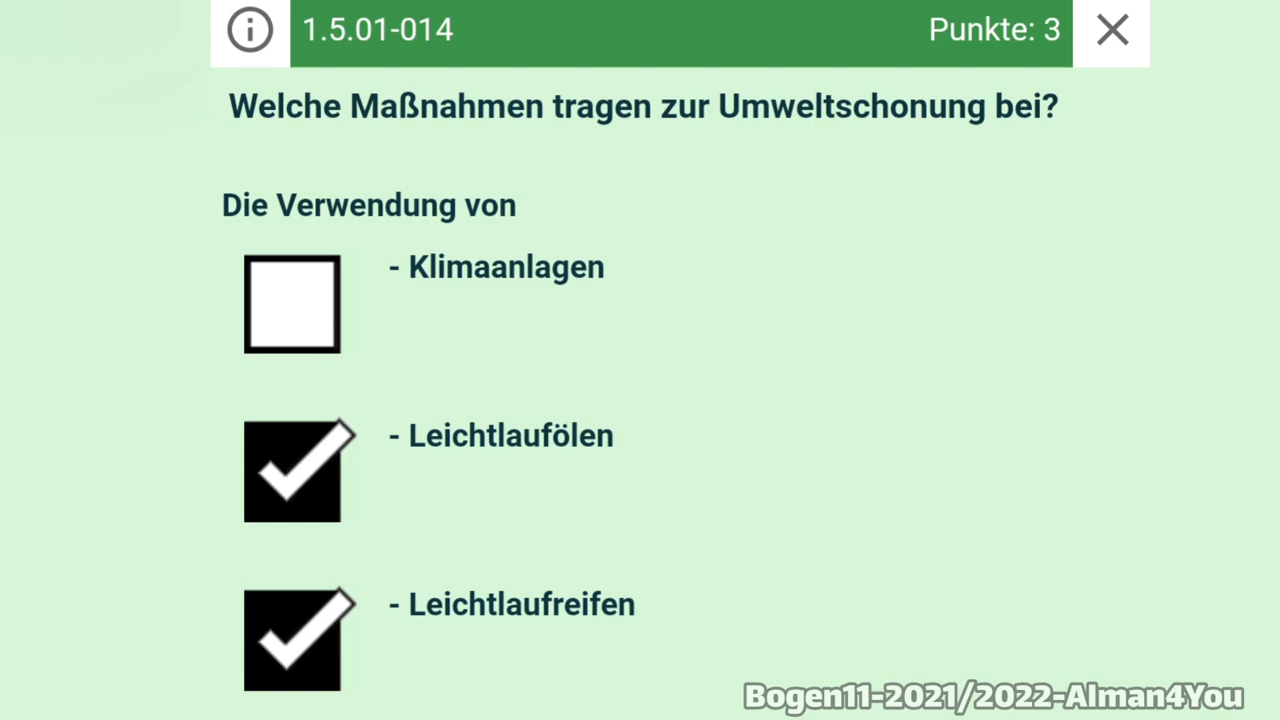 1.5.01-014 Punkte: 3
Welche Maßnahmen tragen zur Umweltschonung bei?
Die Verwendung von
- Klimaanlagen
- Leichtlaufölen
- Leichtlaufreifen
Bogen11-2021/2022-Alman4You